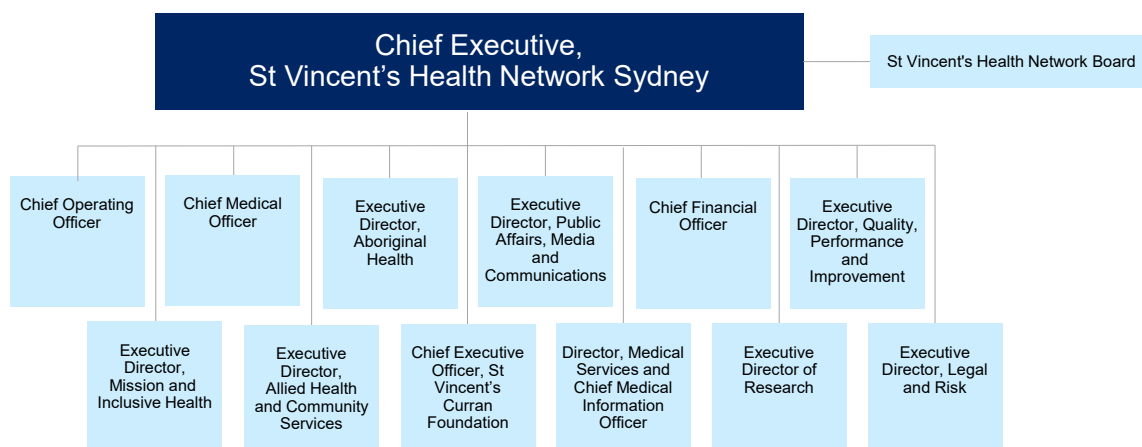 Chief Executive,
St Vincent’s Health Network Sydney
St Vincent's Health Network Board
Chief Operating
Officer
Chief Medical
Officer
Executive
Director,
Aboriginal
Health
Executive
Director, Public
Affairs, Media
and
Communications
Chief Financial
Officer
Executive
Director, Quality,
Performance
and
Improvement
Executive
Director,
Mission and
Inclusive Health
Executive
Director,
Allied Health
and Community
Services
Chief Executive
Officer, St
Vincent’s
Curran
Foundation
Director, Medical
Services and
Chief Medical
Information
Officer
Executive
Director of
Research
Executive
Director, Legal
and Risk